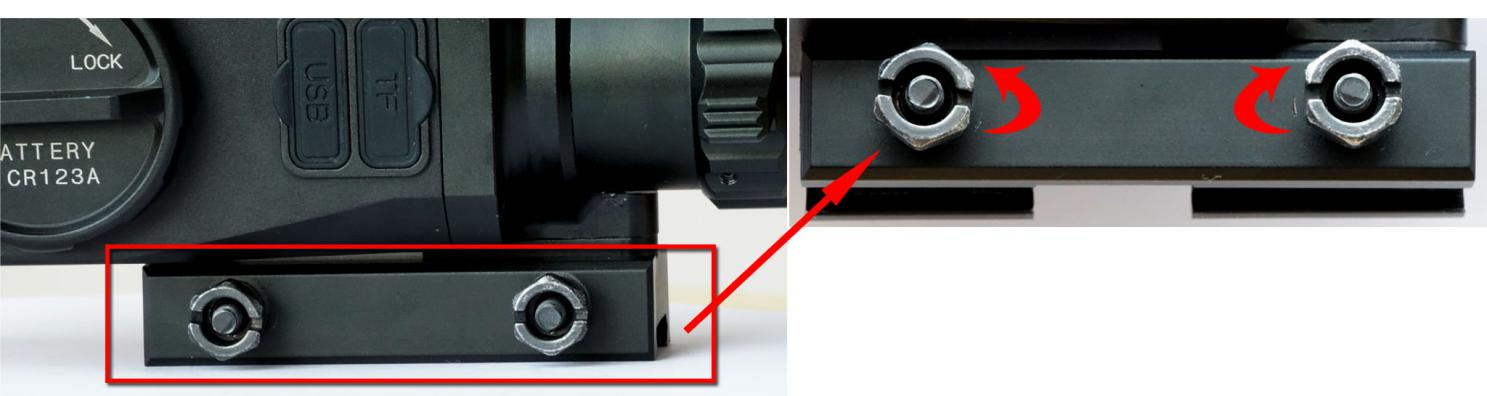 LOCK
ATTERY
CR123A
USB
TF